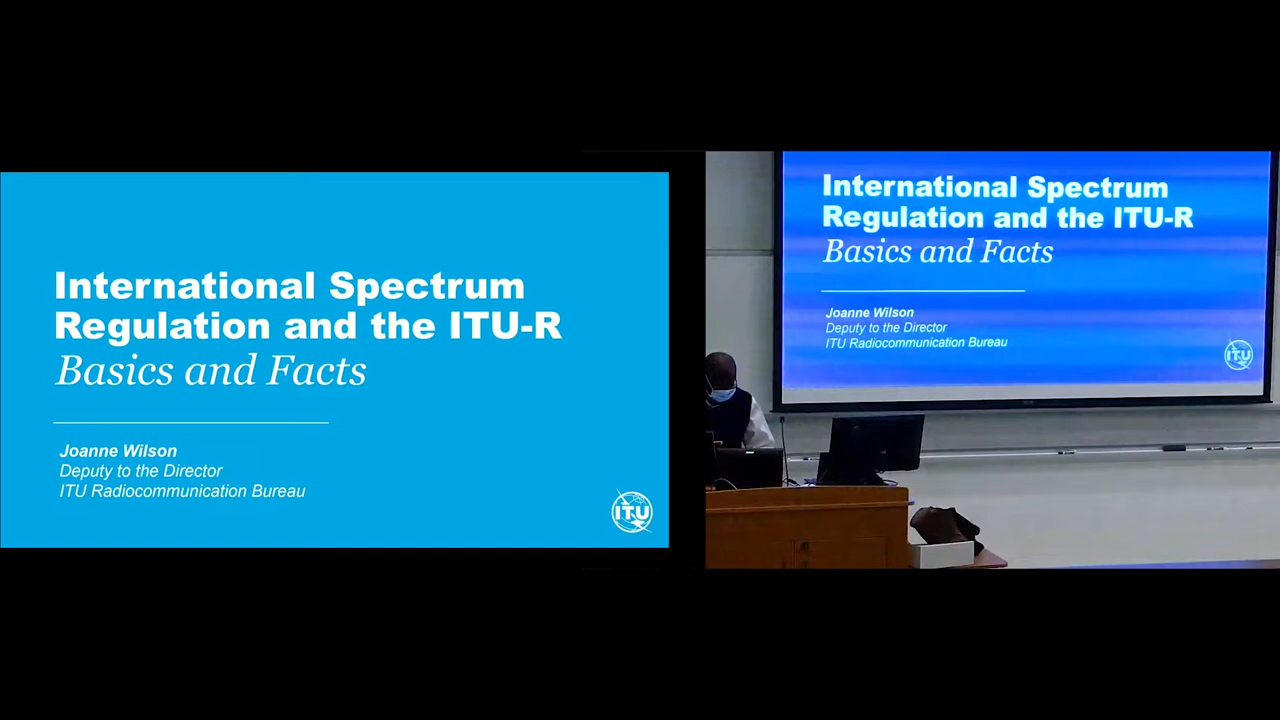 International Spectrum
Regulation and the ITU-R
Basics and Facts
Joanne Wilson
Deputy to the Director
ITU Radiocommunication Bureau
ITU
International Spectrum
Regulation and the ITU-R
Basics and Facts
Joanne Wilson
Deputy to the Director
ITU Radiocommunication Bureau
ITU